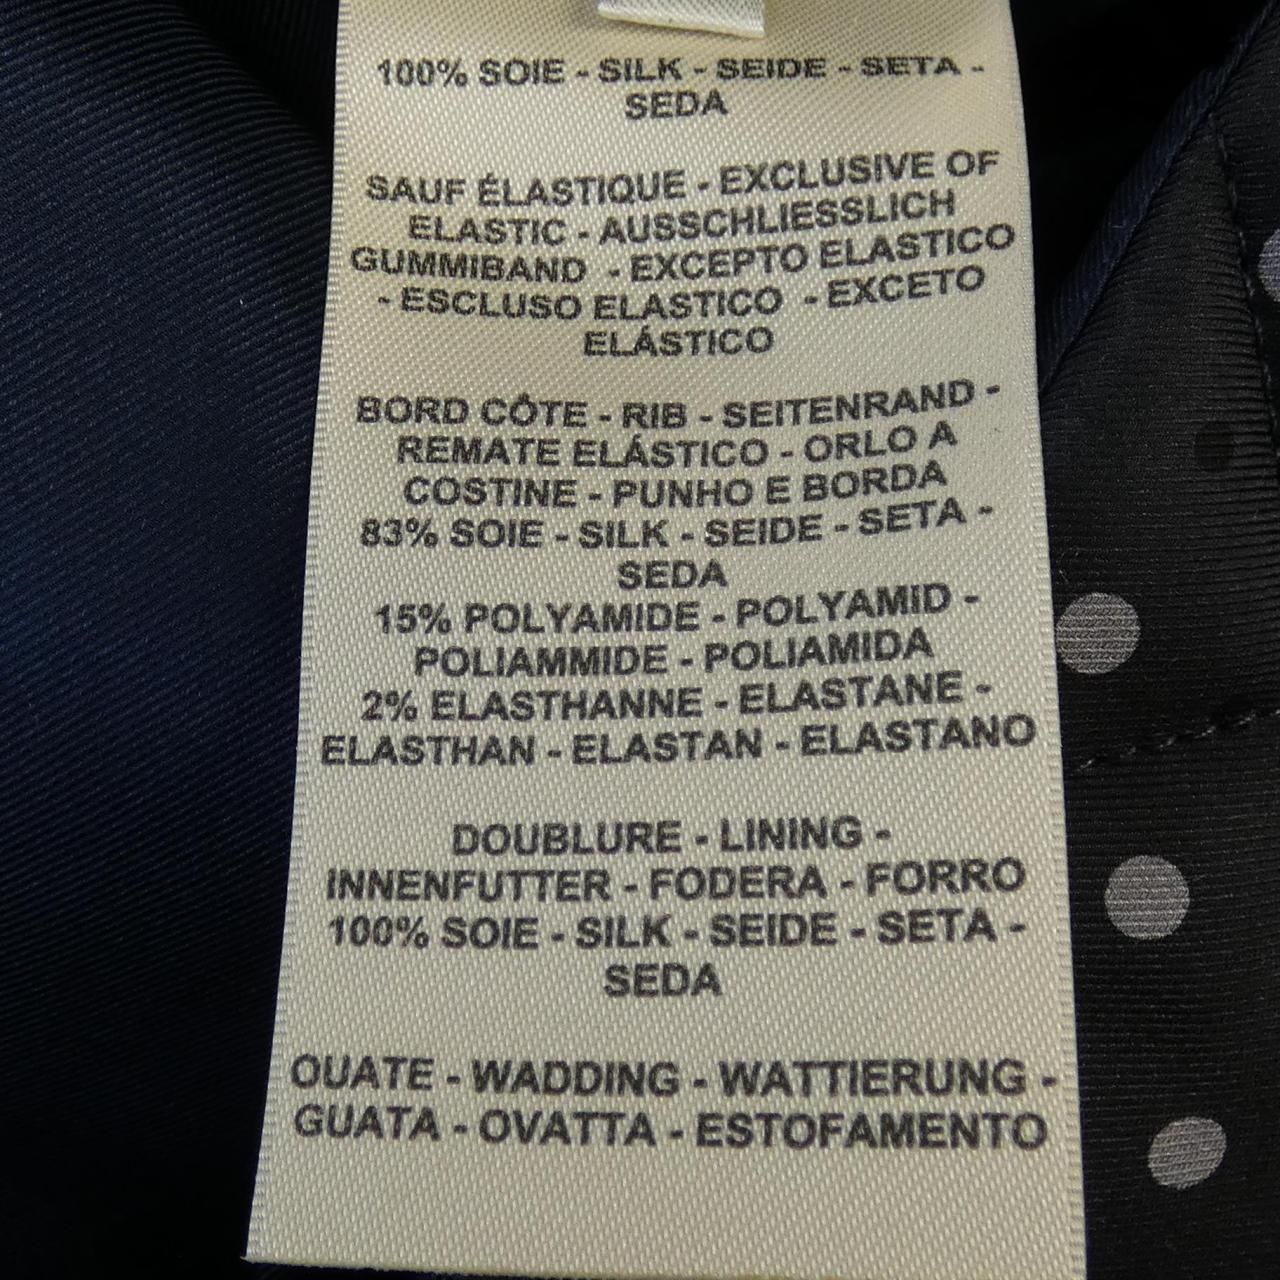 100% SOIE - SILK - SEIDE - SETA -
SEDA
SAUF ÉLASTIQUE - EXCLUSIVE OF
ELASTIC - AUSSCHLIESSLICH
GUMMIBAND - EXCEPTO ELASTICO
- ESCLUSO ELASTICO - EXCETO
ELÁSTICO
BORD CÔTE - RIB - SEITENRAND -
REMATE ELÁSTICO - ORLO A
COSTINE - PUNHO E BORDA
83% SOIE - SILK - SEIDE - SETA -
SEDA
15% POLYAMIDE - POLYAMID -
POLIAMMIDE - POLIAMIDA
2% ELASTHANNE - ELASTANE -
ELASTHAN - ELASTAN - ELASTANO
DOUBLURE - LINING -
INNENFUTTER - FODERA - FORRO
100% SOIE - SILK - SEIDE - SETA -
SEDA
OUATE - WADDING - WATTIERUNG -
GUATA - OVATTA - ESTOFAMENTO